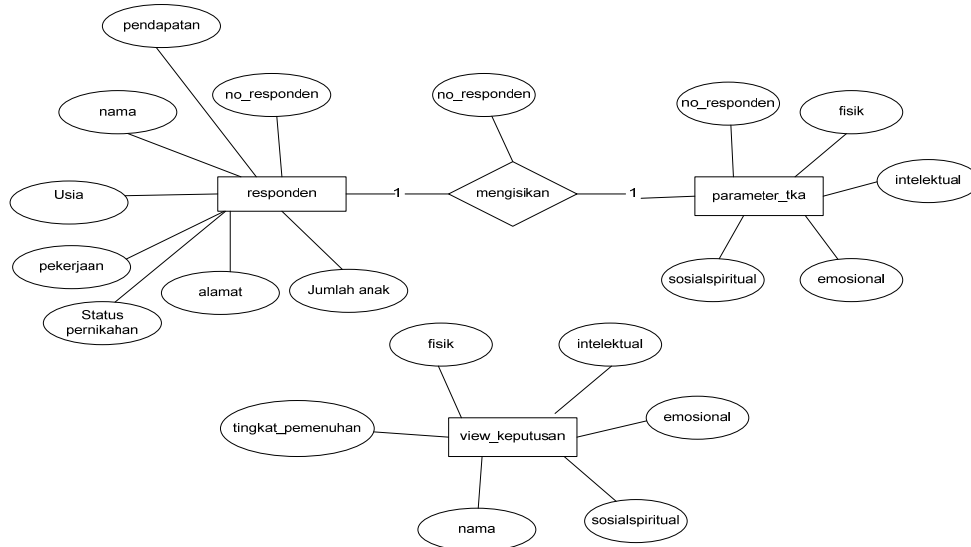 pendapatan
nama
no_responden
no_responden
no_responden
fisik
Usia
responden
1
mengisikan
1
parameter_tka
intelektual
pekerjaan
Status
pernikahan
alamat
Jumlah anak
sosialspiritual
emosional
fisik
intelektual
tingkat_pemenuhan
view_keputusan
emosional
nama
sosialspiritual